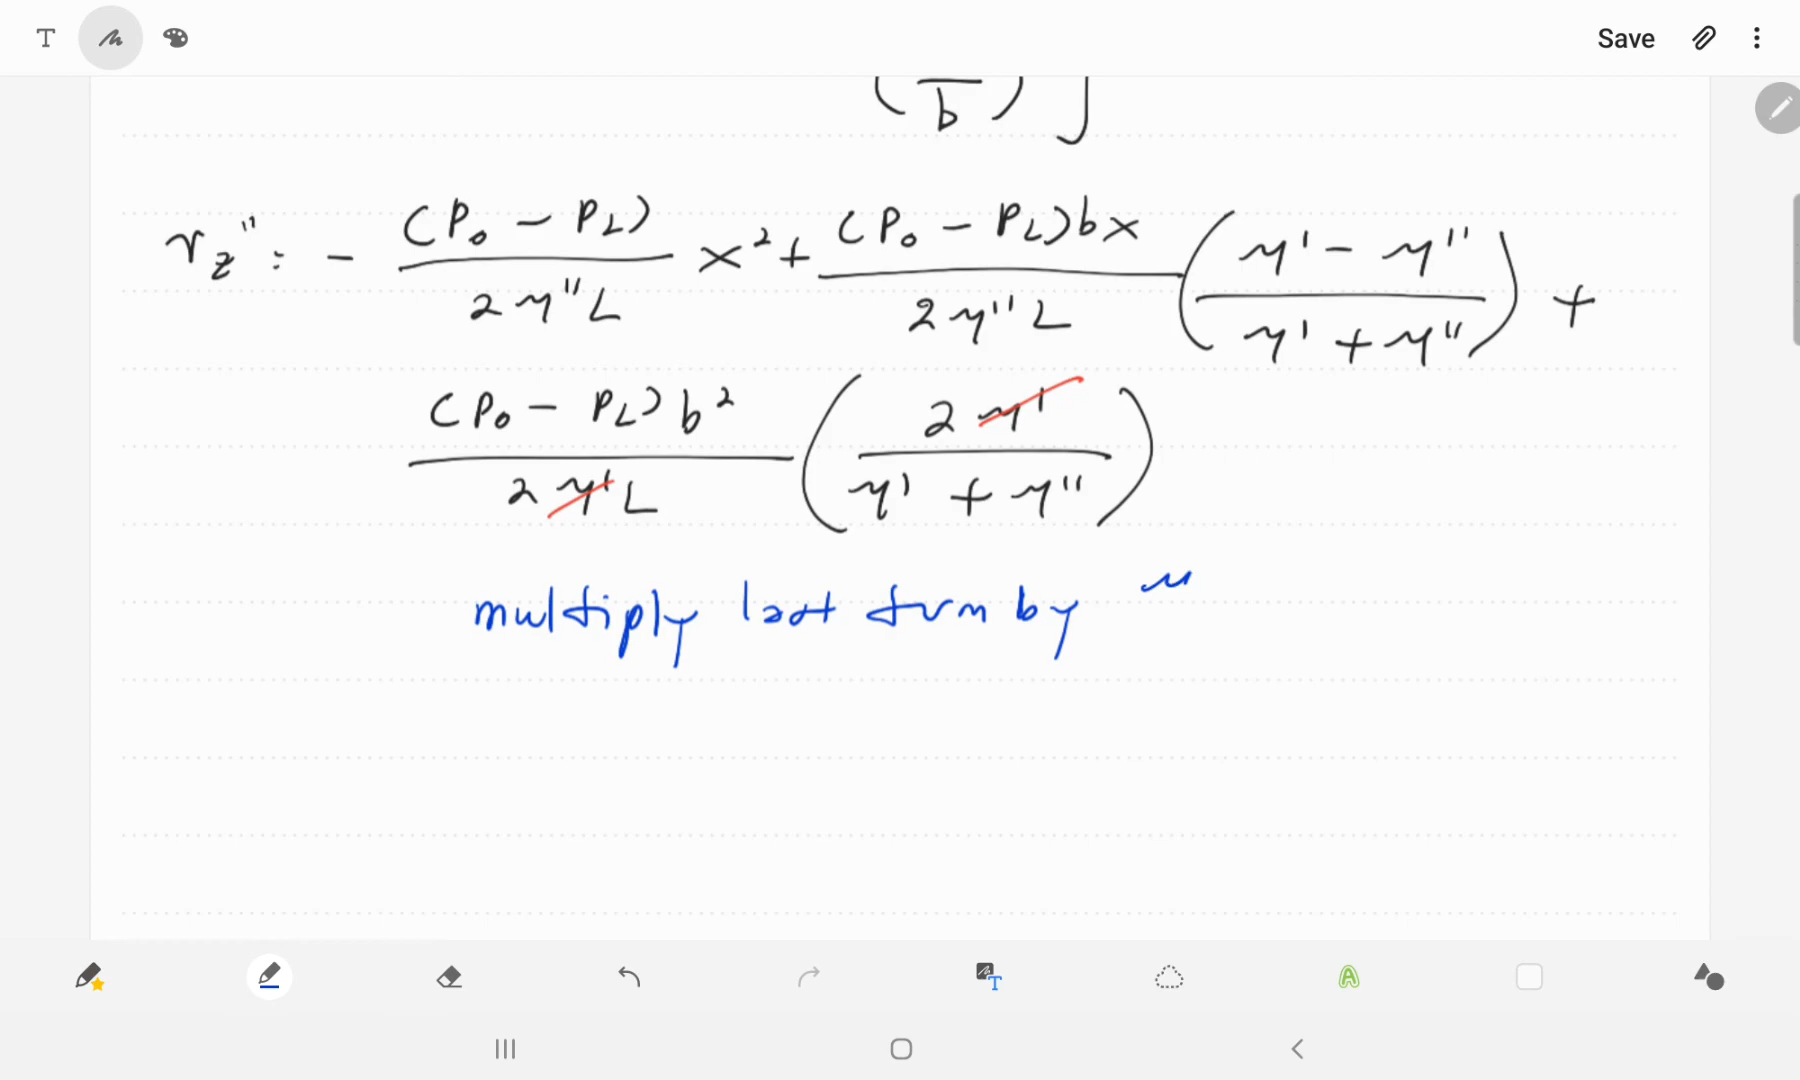 T Save
( — / b ) ]
v_z'' : - (P₀ - P_L) / 2μ''L x² + (P₀ - P_L)bx / 2μ''L (μ' - μ'' / μ' + μ'') +
(P₀ - P_L)b² / 2μ'L (2μ' / μ' + μ'')
multiply last term by μ
T A